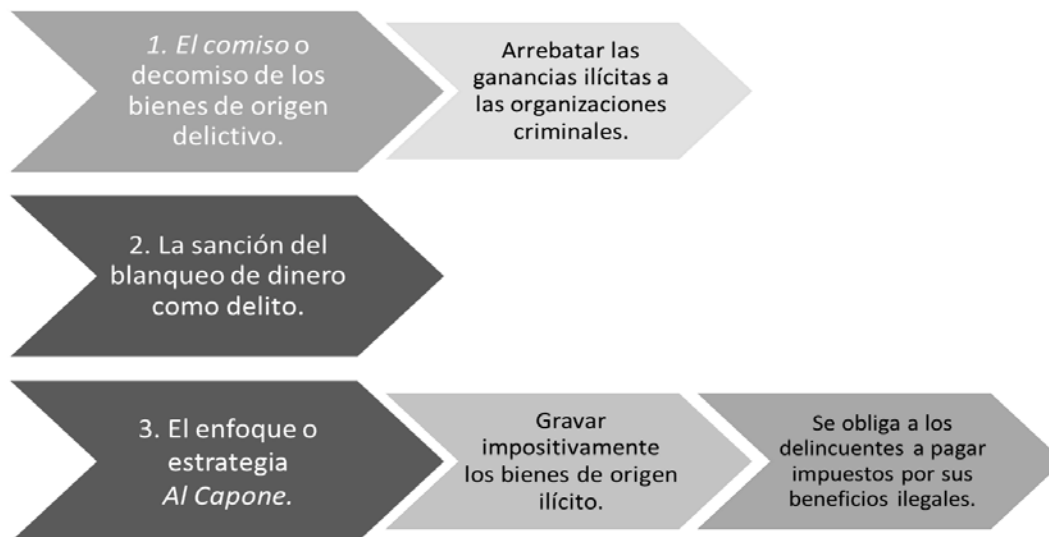 1. El comiso o
decomiso de los
bienes de origen
delictivo.
Arrebatar las
ganancias ilícitas a
las organizaciones
criminales.
2. La sanción del
blanqueo de dinero
como delito.
3. El enfoque o
estrategia
Al Capone.
Gravar
impositivamente
los bienes de origen
ilícito.
Se obliga a los
delincuentes a pagar
impuestos por sus
beneficios ilegales.